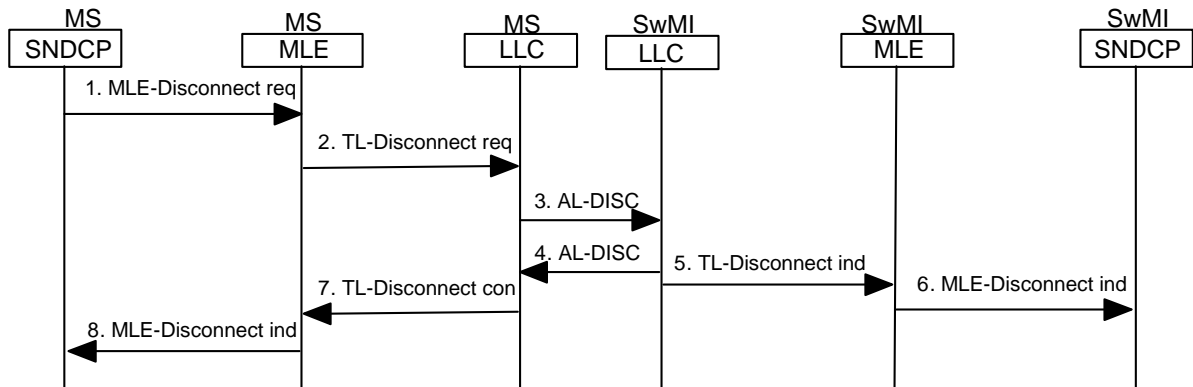 MS
MS
MS
SwMI
SwMI
SwMI
SNDCP
MLE
LLC
LLC
MLE
SNDCP
1. MLE-Disconnect req
2. TL-Disconnect req
3. AL-DISC
4. AL-DISC
5. TL-Disconnect ind
6. MLE-Disconnect ind
7. TL-Disconnect con
8. MLE-Disconnect ind